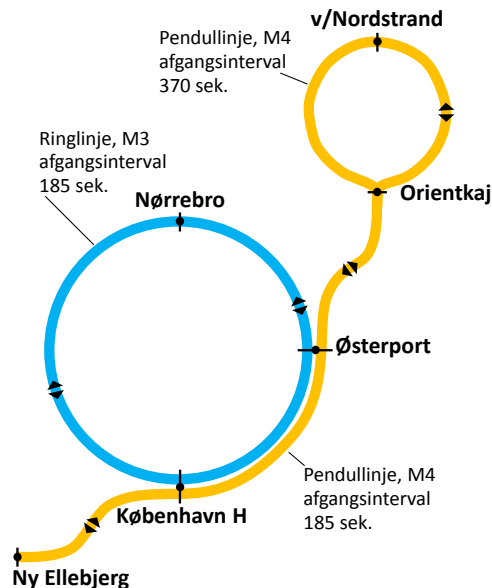 v/Nordstrand
Pendullinje, M4
afgangsinterval
370 sek.
Ringlinje, M3
afgangsinterval
185 sek.
Nørrebro
Orientkaj
Østerport
Pendullinje, M4
afgangsinterval
185 sek.
København H
Ny Ellebjerg